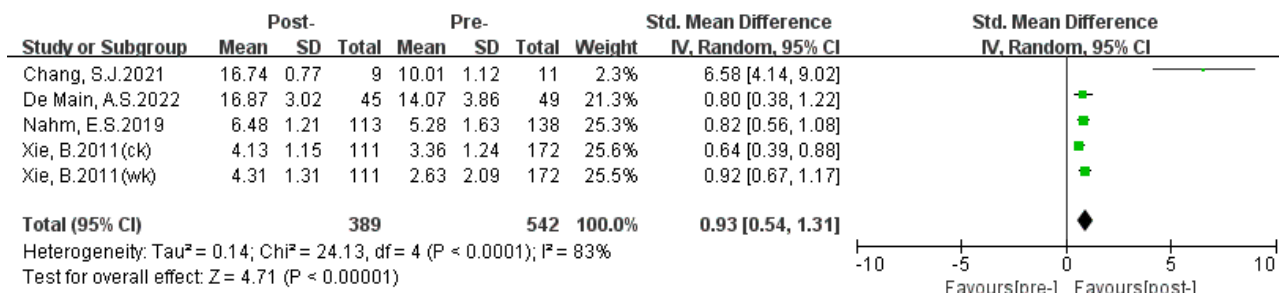 Post- Pre- Std. Mean Difference Std. Mean Difference
Study or Subgroup Mean SD Total Mean SD Total Weight IV, Random, 95% CI IV, Random, 95% CI
Chang, S.J.2021 16.74 0.77 9 10.01 1.12 11 2.3% 6.58 [4.14, 9.02]
De Main, A.S.2022 16.87 3.02 45 14.07 3.86 49 21.3% 0.80 [0.38, 1.22]
Nahm, E.S.2019 6.48 1.21 113 5.28 1.63 138 25.3% 0.82 [0.56, 1.08]
Xie, B.2011(ck) 4.13 1.15 111 3.36 1.24 172 25.6% 0.64 [0.39, 0.88]
Xie, B.2011(wk) 4.31 1.31 111 2.63 2.09 172 25.5% 0.92 [0.67, 1.17]
Total (95% CI) 389 542 100.0% 0.93 [0.54, 1.31]
Heterogeneity: Tau² = 0.14; Chi² = 24.13, df = 4 (P < 0.0001); I² = 83%
Test for overall effect: Z = 4.71 (P < 0.00001)
-10 -5 0 5 10
Favours[pre-] Favours[post-]